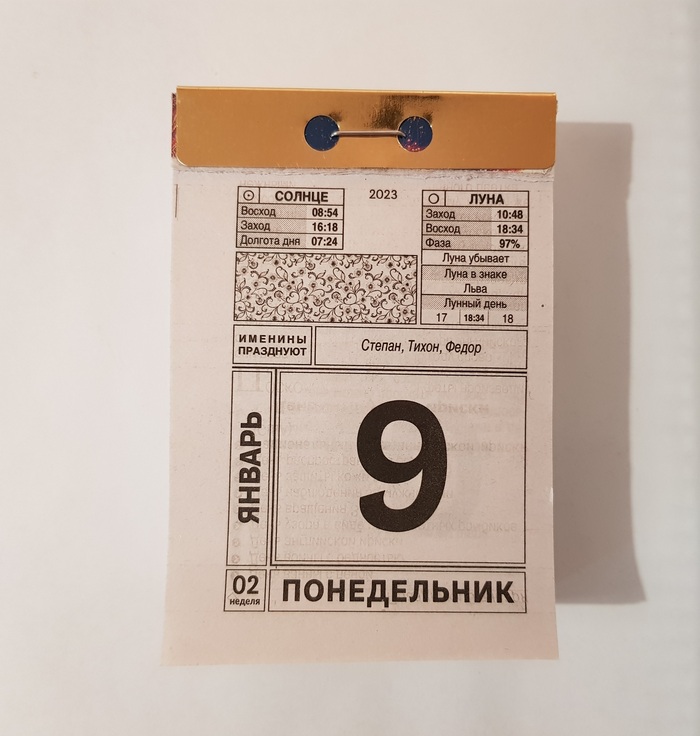 СОЛНЦЕ
Восход 08:54
Заход 16:18
Долгота дня 07:24
2023
ЛУНА
Заход 10:48
Восход 18:34
Фаза 97%
Луна убывает
Луна в знаке
Льва
Лунный день
17 18:34 18
ИМЕНИНЫ
ПРАЗДНУЮТ
Степан, Тихон, Федор
ЯНВАРЬ
9
02
неделя
ПОНЕДЕЛЬНИК